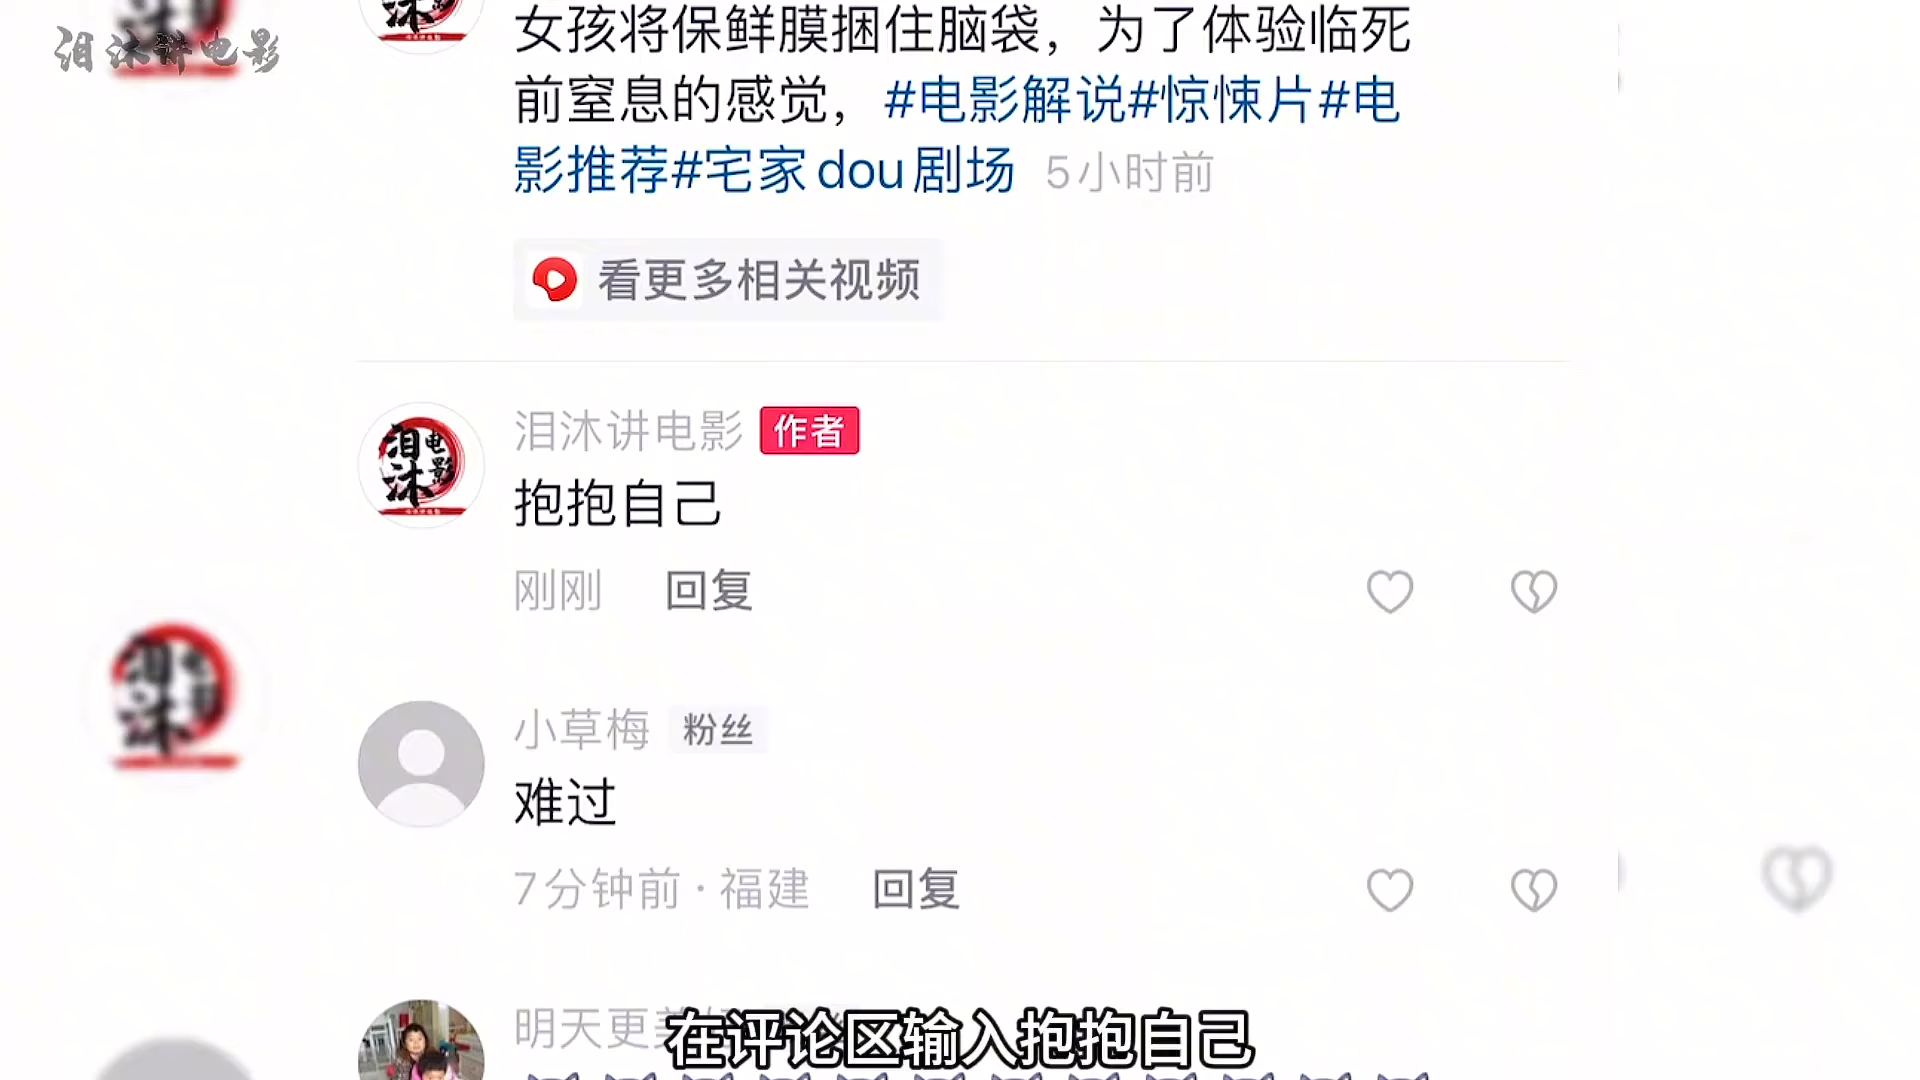 泪沐讲电影
女孩将保鲜膜捆住脑袋，为了体验临死
前窒息的感觉，#电影解说#惊悚片#电
影推荐#宅家dou剧场 5小时前
看更多相关视频
泪沐讲电影 作者
泪沐电影
抱抱自己
刚刚 回复
小草梅 粉丝
难过
7分钟前·福建 回复
明天更美
在评论区输入抱抱自己